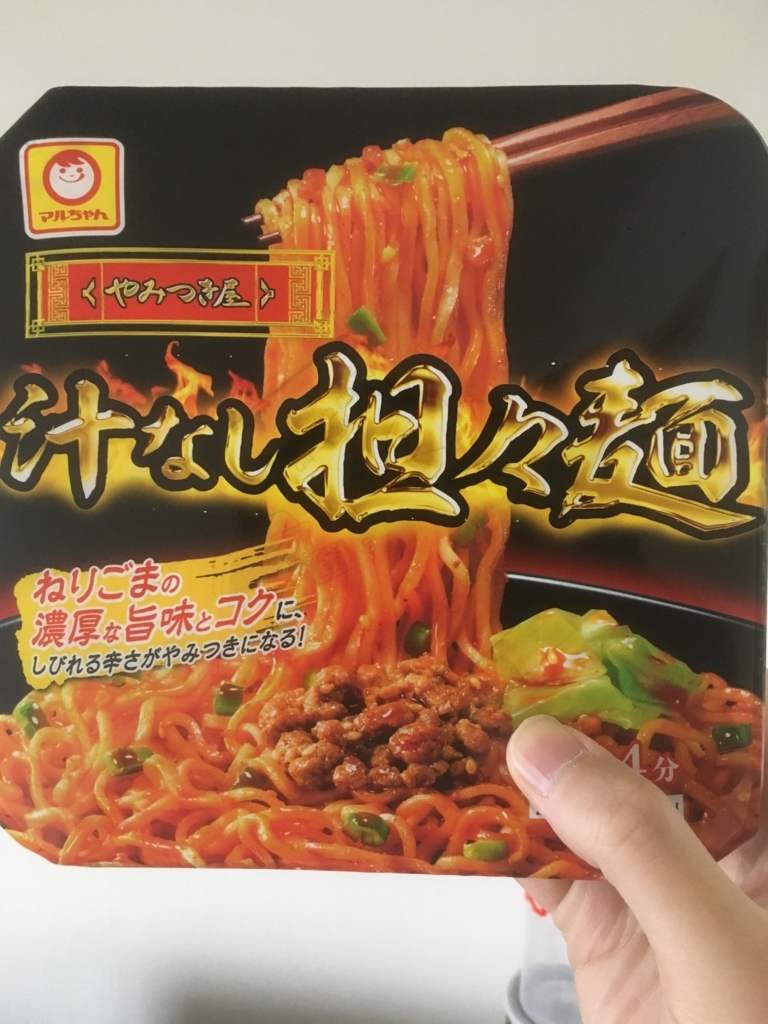 マルちゃん
やみつき屋
汁なし担々麺
ねりごまの
濃厚な旨味とコクに、
しびれる辛さがやみつきになる!
4分